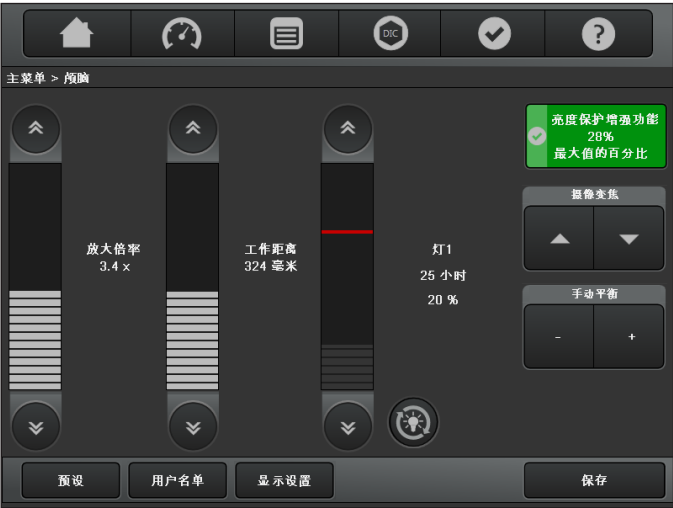 DIC
?
主菜单 > 颅脑
放大倍率
3.4 x
工作距离
324 毫米
灯1
25 小时
20 %
亮度保护增强功能
28%
最大值的百分比
摄像变焦
手动平衡
- +
预设
用户名单
显示设置
保存